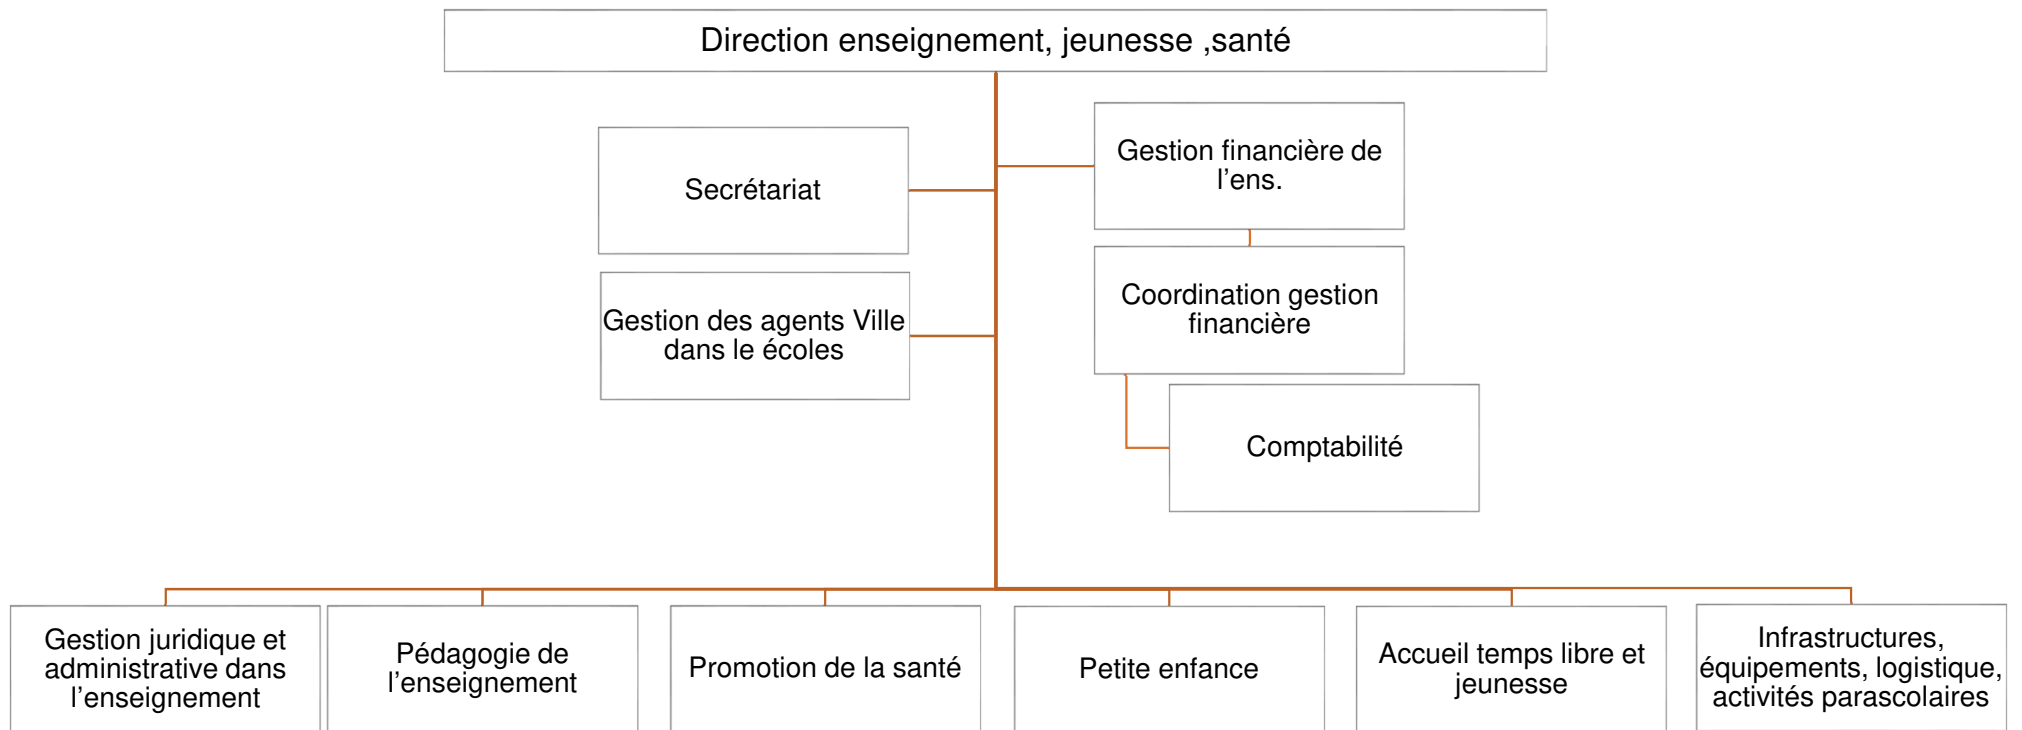 Direction enseignement, jeunesse ,santé
Secrétariat
Gestion financière de
l’ens.
Gestion des agents Ville
dans le écoles
Coordination gestion
financière
Comptabilité
Gestion juridique et
administrative dans
l’enseignement
Pédagogie de
l’enseignement
Promotion de la santé
Petite enfance
Accueil temps libre et
jeunesse
Infrastructures,
équipements, logistique,
activités parascolaires